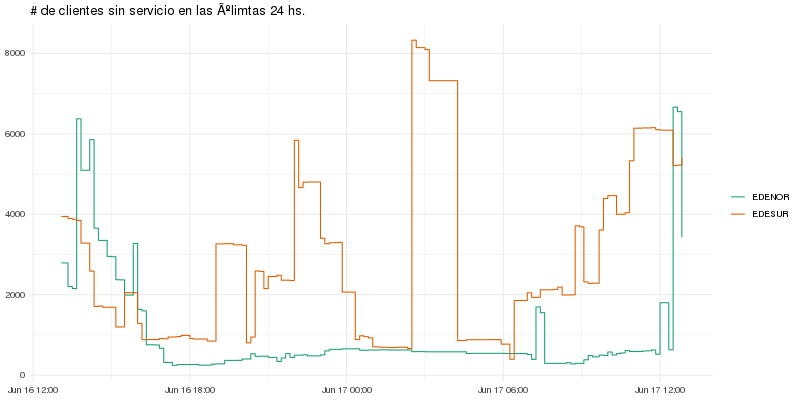 # de clientes sin servicio en las Ãºlimtas 24 hs.
8000
6000
4000
2000
0
Jun 16 12:00
Jun 16 18:00
Jun 17 00:00
Jun 17 06:00
Jun 17 12:00
EDENOR
EDESUR